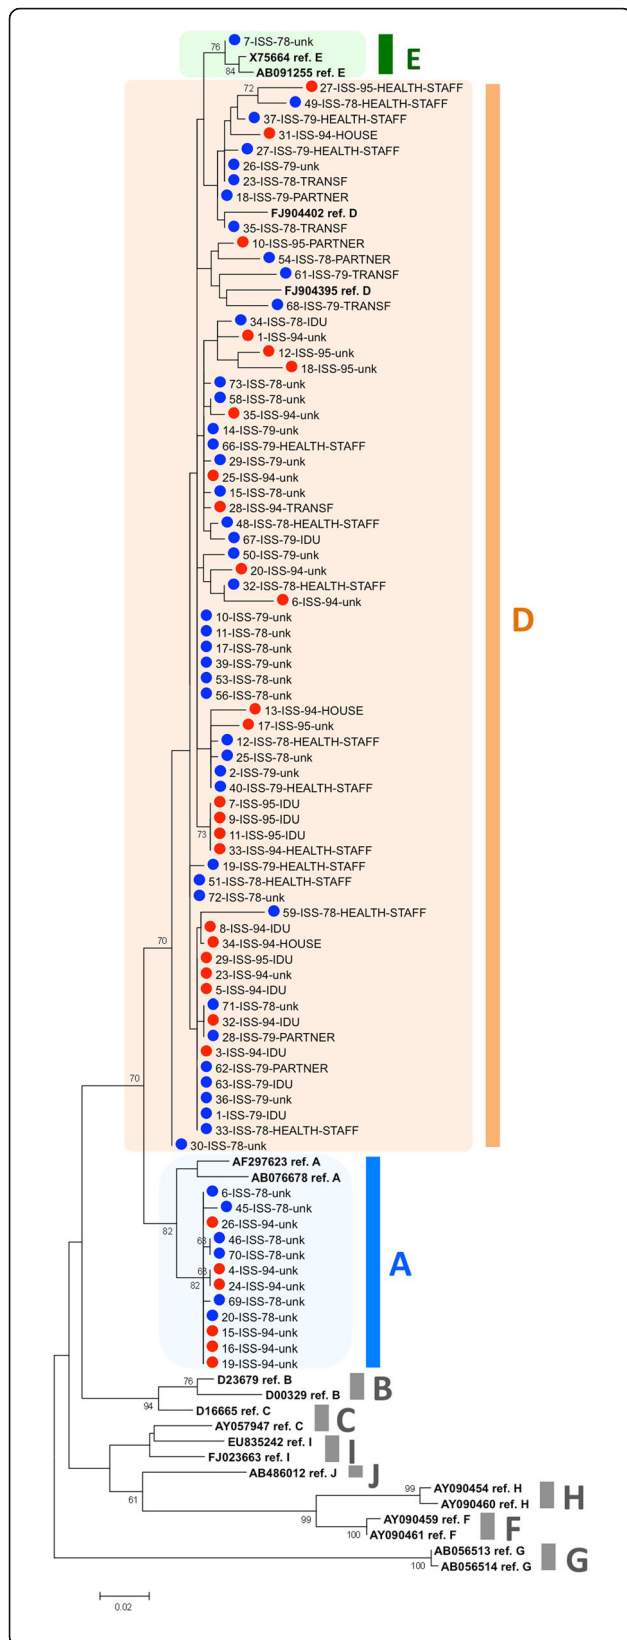 7-ISS-78-unk
76
X75664 ref. E
84
AB091255 ref. E
E
27-ISS-95-HEALTH-STAFF
72
49-ISS-78-HEALTH-STAFF
37-ISS-79-HEALTH-STAFF
31-ISS-94-HOUSE
27-ISS-79-HEALTH-STAFF
26-ISS-79-unk
23-ISS-78-TRANSF
18-ISS-79-PARTNER
FJ904402 ref. D
35-ISS-78-TRANSF
10-ISS-95-PARTNER
54-ISS-78-PARTNER
61-ISS-79-TRANSF
FJ904395 ref. D
68-ISS-79-TRANSF
34-ISS-78-IDU
1-ISS-94-unk
12-ISS-95-unk
18-ISS-95-unk
73-ISS-78-unk
58-ISS-78-unk
35-ISS-94-unk
14-ISS-79-unk
66-ISS-79-HEALTH-STAFF
29-ISS-79-unk
25-ISS-94-unk
15-ISS-78-unk
28-ISS-94-TRANSF
48-ISS-78-HEALTH-STAFF
67-ISS-79-IDU
50-ISS-79-unk
20-ISS-94-unk
32-ISS-78-HEALTH-STAFF
6-ISS-94-unk
10-ISS-79-unk
D
11-ISS-78-unk
17-ISS-78-unk
39-ISS-79-unk
53-ISS-78-unk
56-ISS-78-unk
13-ISS-94-HOUSE
17-ISS-95-unk
12-ISS-78-HEALTH-STAFF
25-ISS-78-unk
2-ISS-79-unk
40-ISS-79-HEALTH-STAFF
7-ISS-95-IDU
9-ISS-95-IDU
73
11-ISS-95-IDU
33-ISS-94-HEALTH-STAFF
19-ISS-79-HEALTH-STAFF
51-ISS-78-HEALTH-STAFF
72-ISS-78-unk
59-ISS-78-HEALTH-STAFF
8-ISS-94-IDU
70
34-ISS-94-HOUSE
29-ISS-95-IDU
23-ISS-94-unk
5-ISS-94-IDU
71-ISS-78-unk
32-ISS-94-IDU
28-ISS-79-PARTNER
3-ISS-94-IDU
62-ISS-79-PARTNER
70
63-ISS-79-IDU
36-ISS-79-unk
1-ISS-79-IDU
33-ISS-78-HEALTH-STAFF
30-ISS-78-unk
AF297623 ref. A
AB076678 ref. A
6-ISS-78-unk
45-ISS-78-unk
82
26-ISS-94-unk
63
46-ISS-78-unk
70-ISS-78-unk
A
63
4-ISS-94-unk
82
24-ISS-94-unk
69-ISS-78-unk
20-ISS-78-unk
15-ISS-94-unk
16-ISS-94-unk
19-ISS-94-unk
76
D23679 ref. B
B
D00329 ref. B
94
D16665 ref. C
C
AY057947 ref. C
EU835242 ref. I
I
FJ023663 ref. I
AB486012 ref. J
J
99
AY090454 ref. H
H
61
AY090460 ref. H
99
AY090459 ref. F
F
100
AY090461 ref. F
AB056513 ref. G
G
100
AB056514 ref. G
0.02